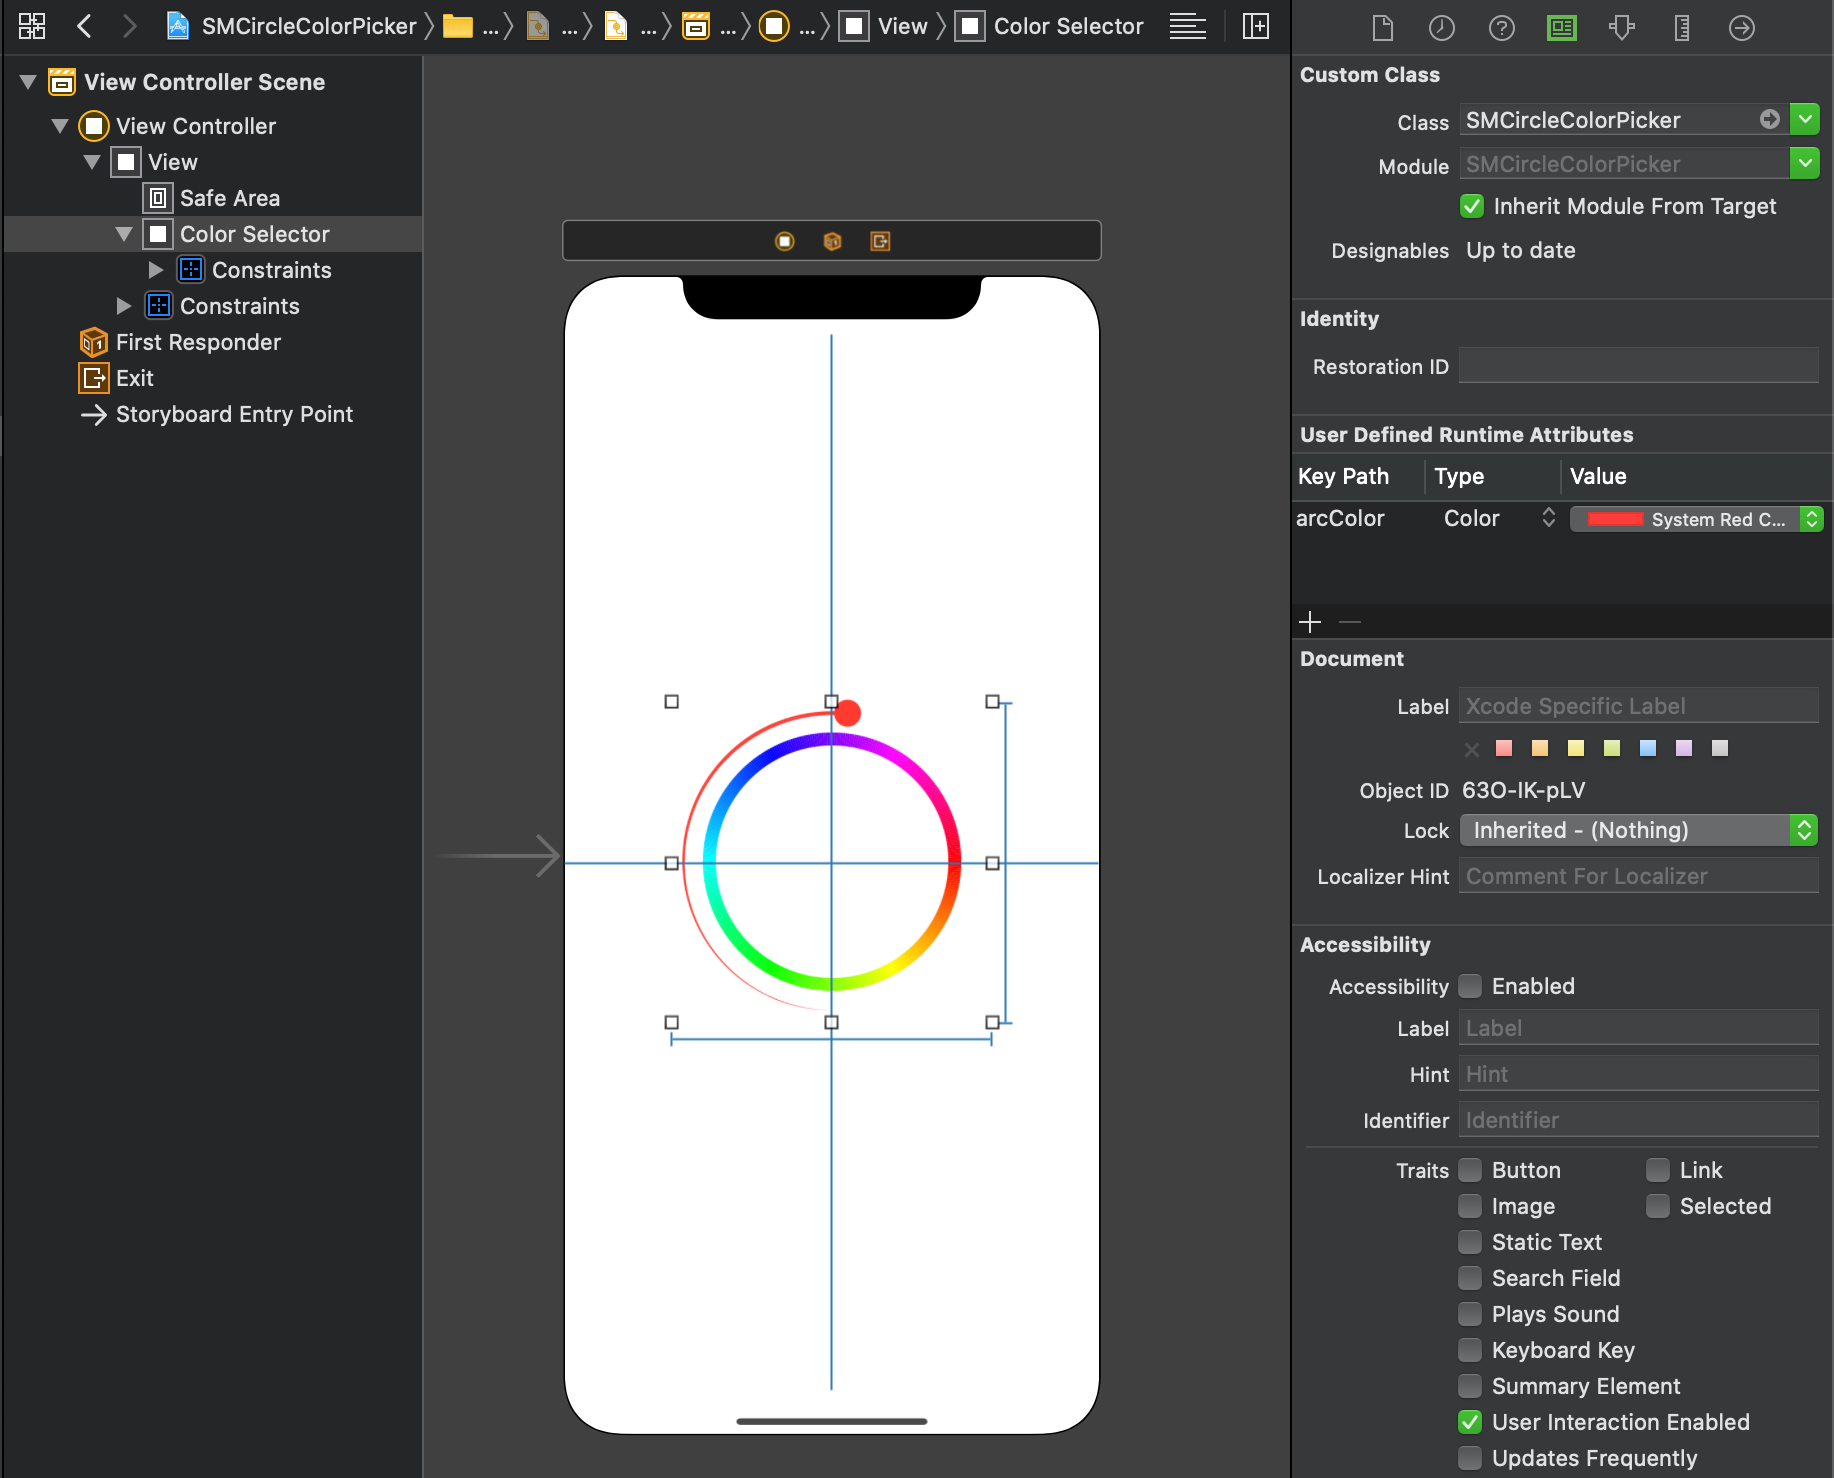 SMCircleColorPicker ... ... ... ... ... View Color Selector
View Controller Scene
View Controller
View
Safe Area
Color Selector
Constraints
Constraints
First Responder
Exit
Storyboard Entry Point
Custom Class
Class SMCircleColorPicker
Module SMCircleColorPicker
Inherit Module From Target
Designables Up to date
Identity
Restoration ID
User Defined Runtime Attributes
Key Path Type Value
arcColor Color System Red C...
Document
Label Xcode Specific Label
Object ID 63O-IK-pLV
Lock Inherited - (Nothing)
Localizer Hint Comment For Localizer
Accessibility
Accessibility Enabled
Label Label
Hint Hint
Identifier Identifier
Traits Button Link
Image Selected
Static Text
Search Field
Plays Sound
Keyboard Key
Summary Element
User Interaction Enabled
Updates Frequently